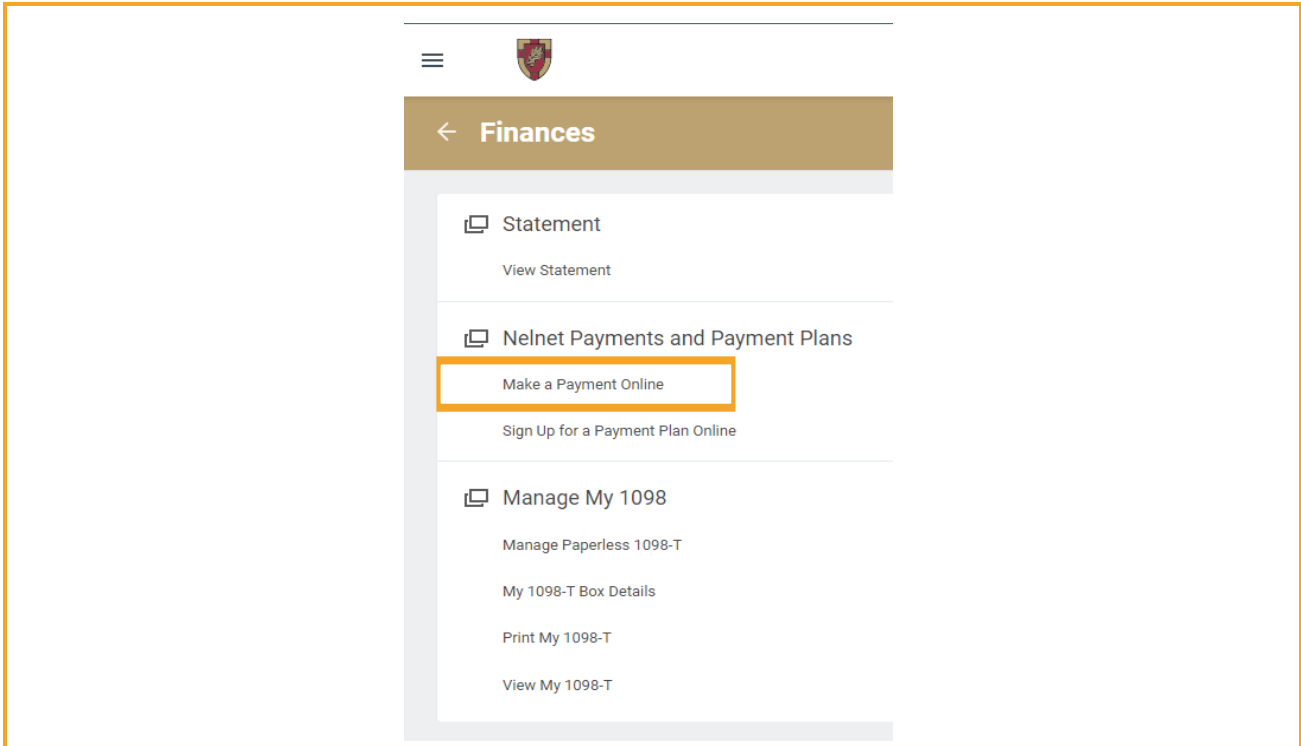 Finances
Statement
View Statement
Nelnet Payments and Payment Plans
Make a Payment Online
Sign Up for a Payment Plan Online
Manage My 1098
Manage Paperless 1098-T
My 1098-T Box Details
Print My 1098-T
View My 1098-T